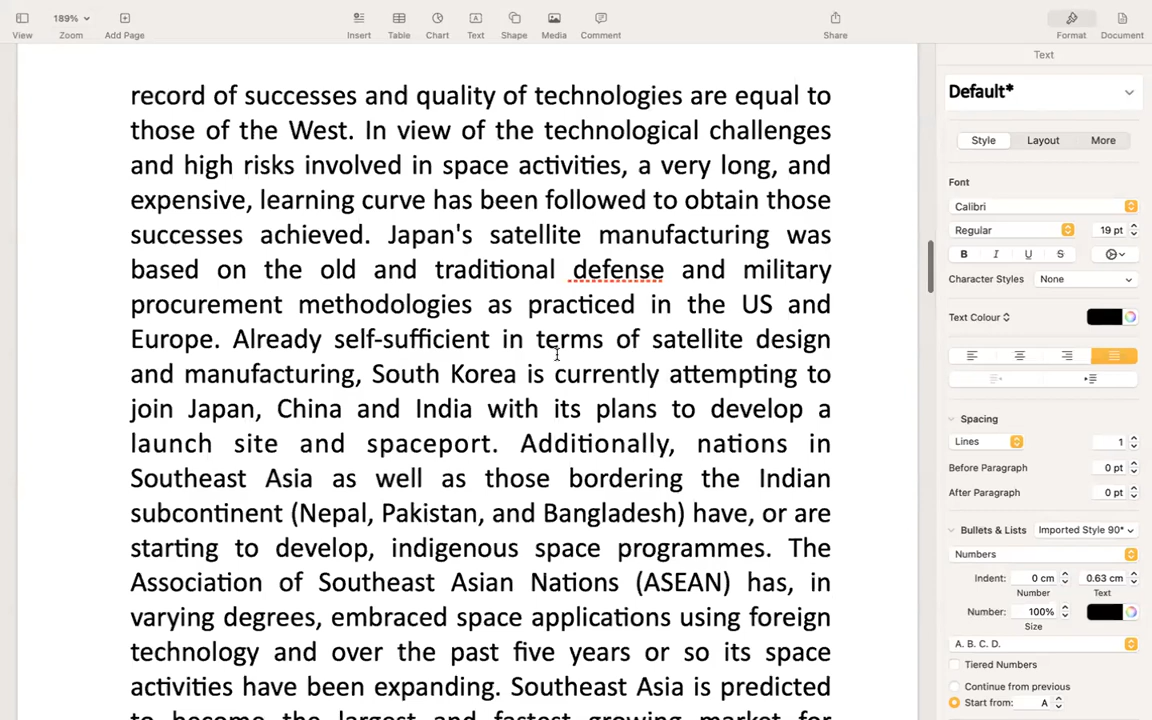 189%
View
Zoom
Add Page
Insert
Table
Chart
Text
Shape
Media
Comment
Share
Format
Document
record of successes and quality of technologies are equal to
those of the West. In view of the technological challenges
and high risks involved in space activities, a very long, and
expensive, learning curve has been followed to obtain those
successes achieved. Japan's satellite manufacturing was
based on the old and traditional defense and military
procurement methodologies as practiced in the US and
Europe. Already self-sufficient in terms of satellite design
and manufacturing, South Korea is currently attempting to
join Japan, China and India with its plans to develop a
launch site and spaceport. Additionally, nations in
Southeast Asia as well as those bordering the Indian
subcontinent (Nepal, Pakistan, and Bangladesh) have, or are
starting to develop, indigenous space programmes. The
Association of Southeast Asian Nations (ASEAN) has, in
varying degrees, embraced space applications using foreign
technology and over the past five years or so its space
activities have been expanding. Southeast Asia is predicted
to become the largest and fastest growing market for
Text
Default*
Style
Layout
More
Font
Calibri
Regular
19 pt
B I U S
Character Styles
None
Text Colour
Spacing
Lines
1
Before Paragraph
0 pt
After Paragraph
0 pt
Bullets & Lists
Imported Style 90*
Numbers
Indent:
0 cm
0.63 cm
Number
Text
Number:
100%
Size
A. B. C. D.
Tiered Numbers
Continue from previous
Start from:
A